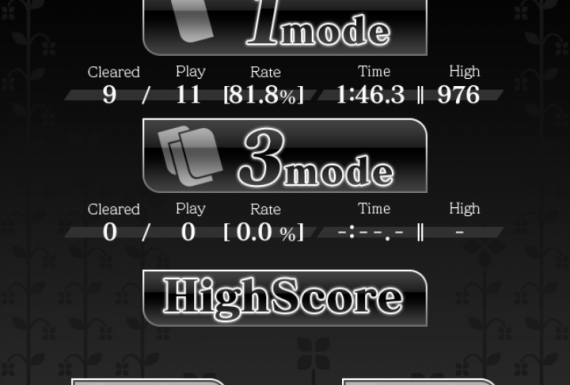 1mode
Cleared Play Rate Time High
9 / 11 [81.8%] 1:46.3 || 976
3mode
Cleared Play Rate Time High
0 / 0 [ 0.0 %] -:--.- || -
HighScore